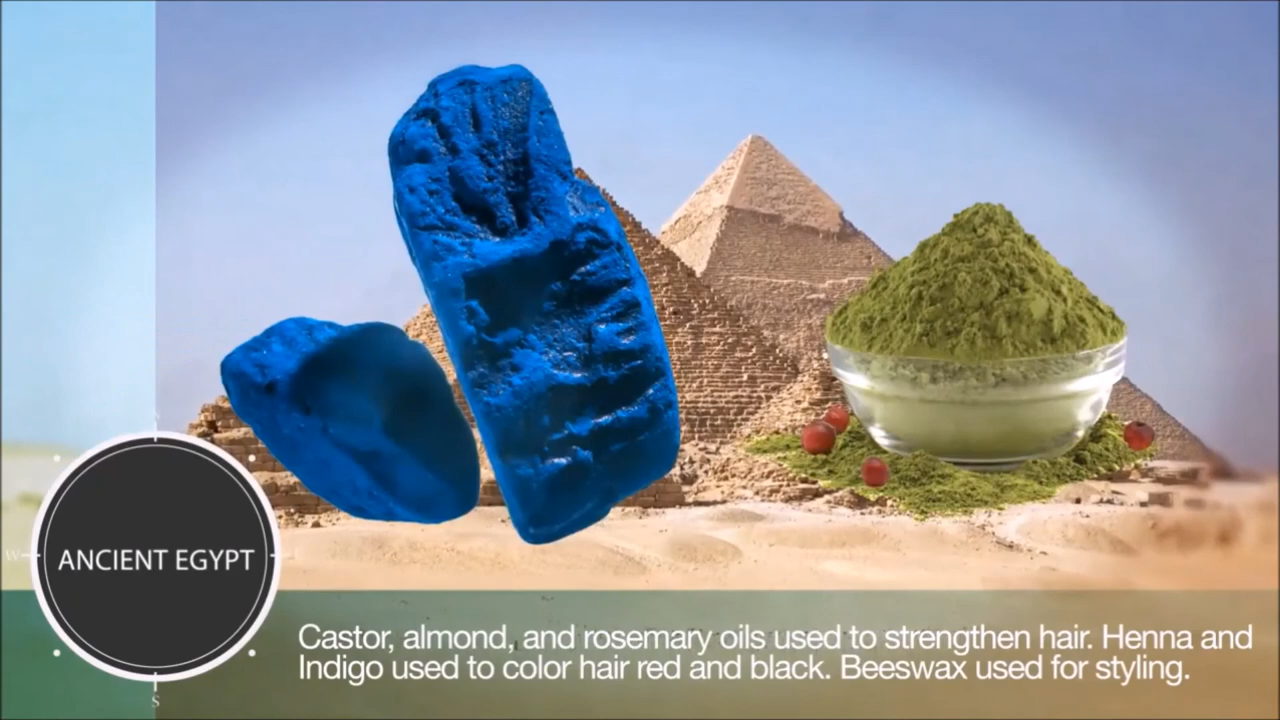 ANCIENT EGYPT
Castor, almond, and rosemary oils used to strengthen hair. Henna and
Indigo used to color hair red and black. Beeswax used for styling.
W
S